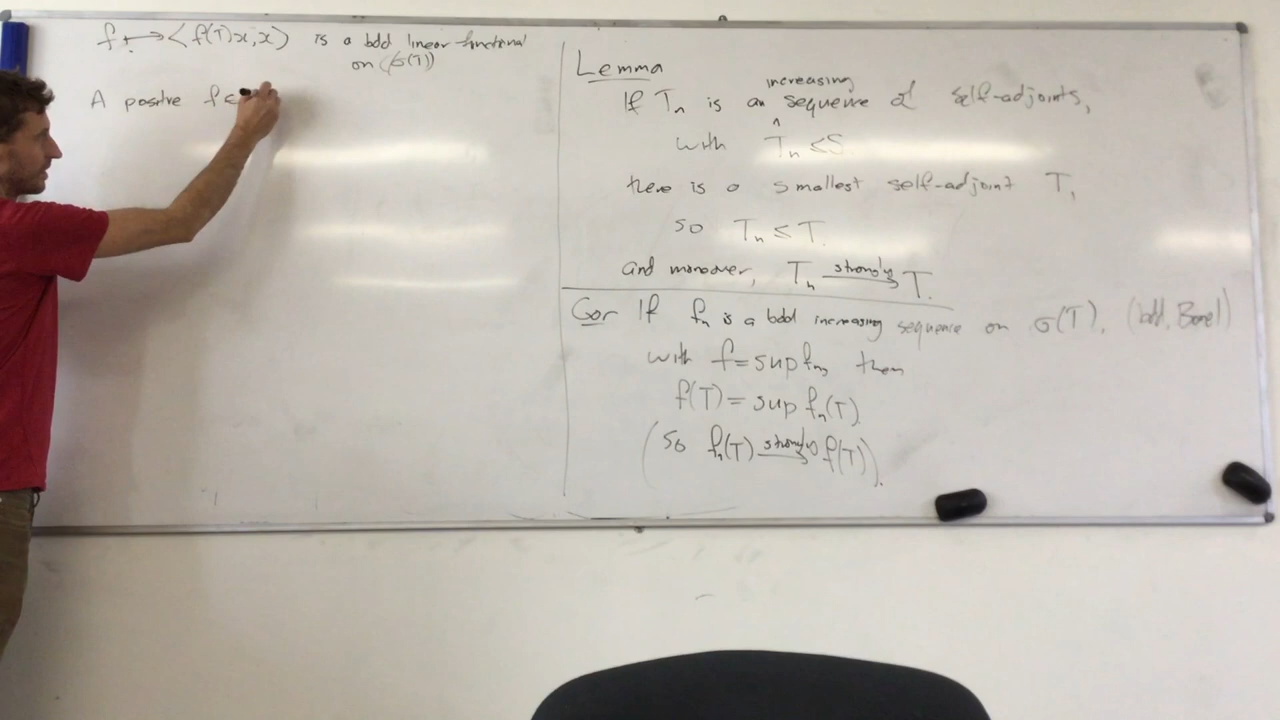 f ↦ ⟨f(T)x, x⟩ is a bdd linear functional
on C(σ(T))
A positive f ∈
Lemma
increasing
If Tₙ is an ^ sequence of self-adjoints,
with Tₙ ≤ S
there is a smallest self-adjoint T,
so Tₙ ≤ T.
and moreover, Tₙ strongly → T.
Cor If fₙ is a bdd increasing sequence on σ(T), (bdd, Borel)
with f = sup fₙ, then
f(T) = sup fₙ(T).
(so fₙ(T) strongly → f(T)).